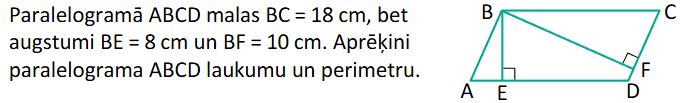 Paralelogramā ABCD malas BC = 18 cm, bet
augstumi BE = 8 cm un BF = 10 cm. Aprēķini
paralelograma ABCD laukumu un perimetru.
B
C
F
A
E
D